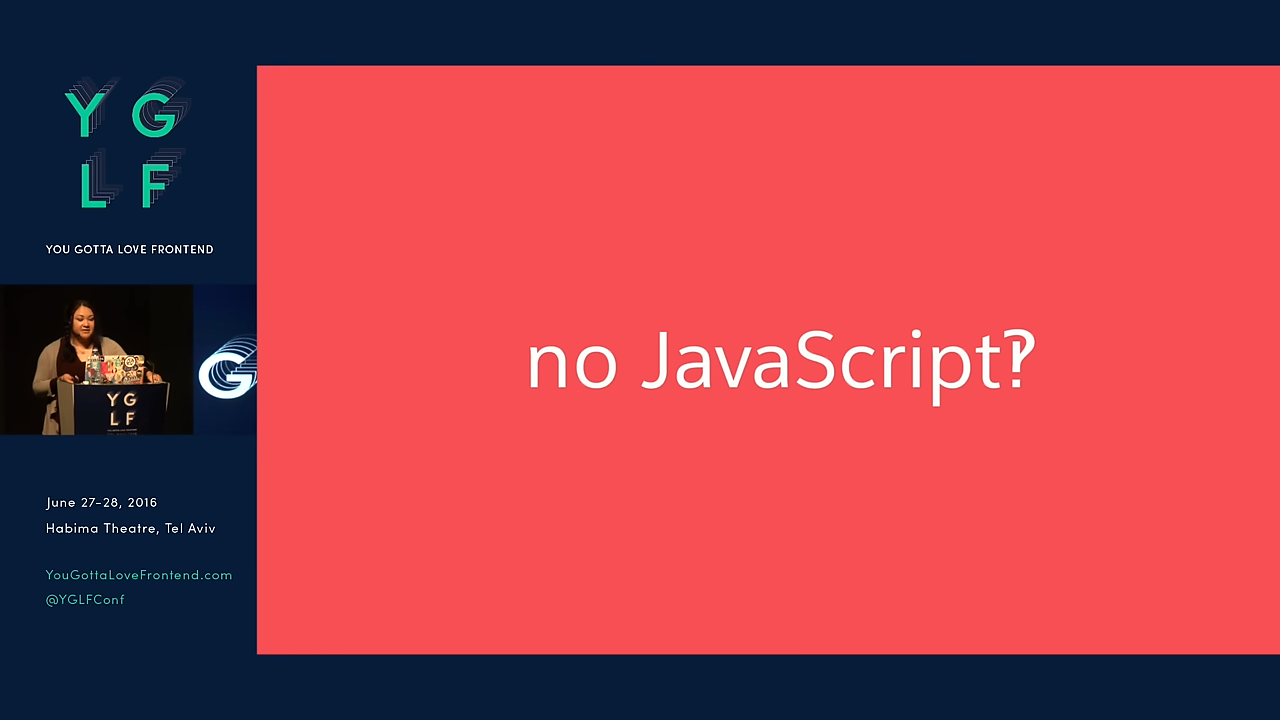 Y G
L F
YOU GOTTA LOVE FRONTEND
G
Y G
L F
June 27-28, 2016
Habima Theatre, Tel Aviv
YouGottaLoveFrontend.com
@YGLFConf
no JavaScript‽